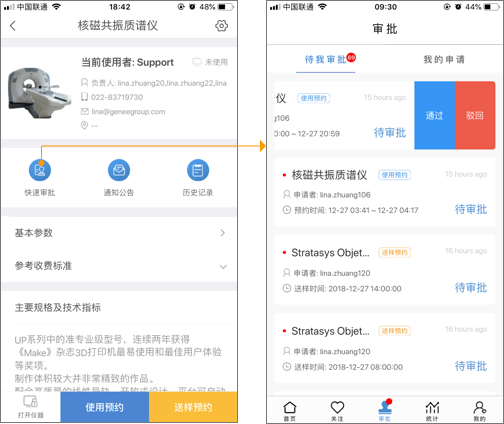 中国联通
18:42
48%
核磁共振质谱仪
当前使用者: Support
未使用
负责人: lina.zhuang20,lina.zhuang22,lina
022-83719730
lina@geneegroup.com
--
快速审批
通知公告
历史记录
基本参数
参考收费标准
主要规格及技术指标
UP系列中的准专业级型号，连续两年获得
《Make》杂志3D打印机最易使用和最佳用户体验
等奖项。
制作体积较大并非常精致的作品。
打开仪器
使用预约
送样预约
中国联通
09:30
44%
审批
待我审批
99
我的申请
仪
使用预约
15 hours ago
g106
0:00 ~ 12-27 20:59
待审批
通过
驳回
核磁共振质谱仪
使用预约
15 hours ago
申请者: lina.zhuang106
预约时间: 12-27 03:41 ~ 12-27 04:17
待审批
Stratasys Objet...
送样预约
16 hours ago
申请者: lina.zhuang120
送样时间: 2018-12-27 14:00:00
待审批
Stratasys Objet...
送样预约
16 hours ago
申请者: lina.zhuang120
送样时间: 2018-12-27 08:00:00
待审批
首页
关注
审批
统计
我的